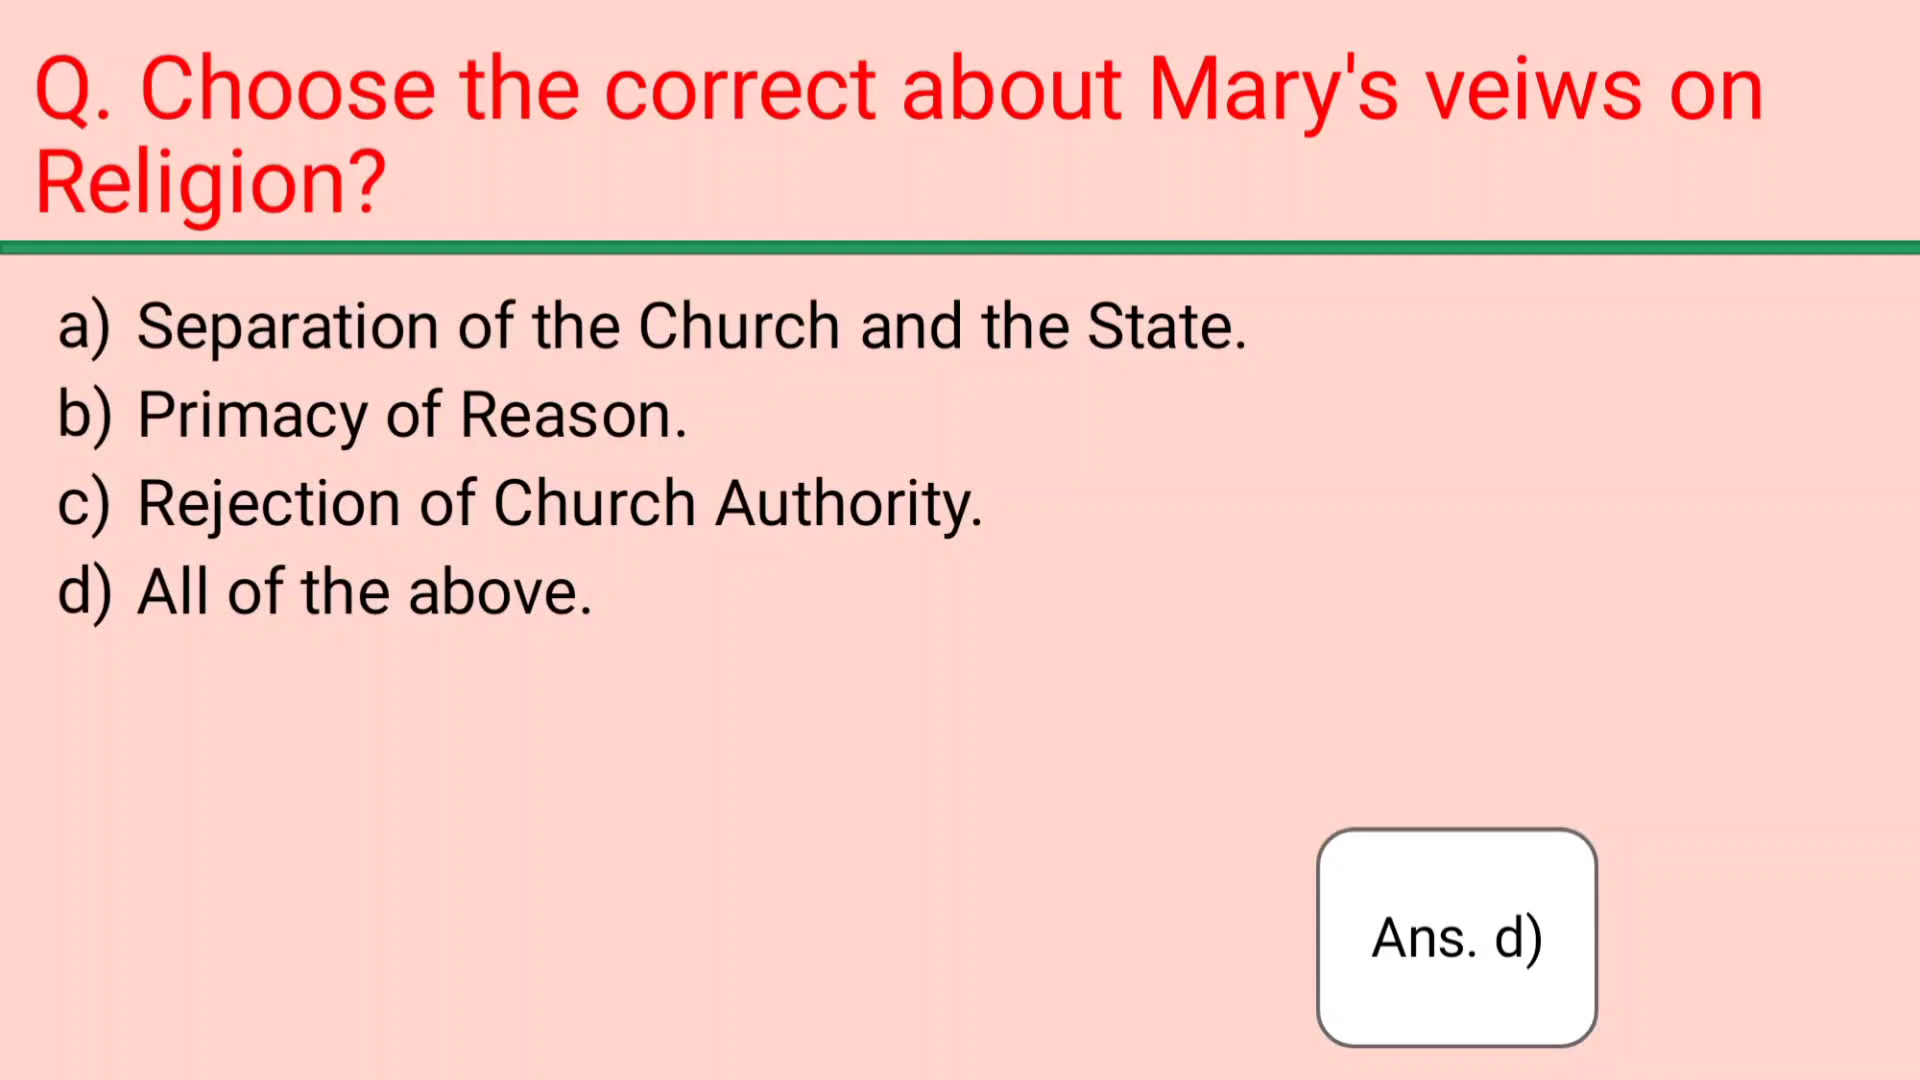 Q. Choose the correct about Mary's veiws on
Religion?
a) Separation of the Church and the State.
b) Primacy of Reason.
c) Rejection of Church Authority.
d) All of the above.
Ans. d)